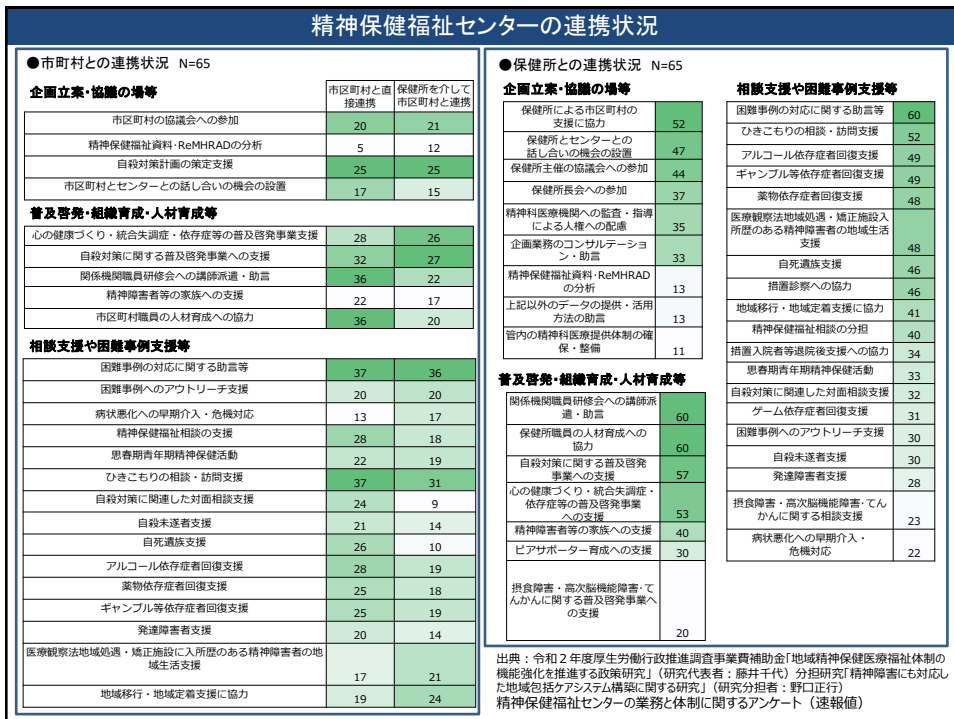 精神保健福祉センターの連携状況
●市町村との連携状況 N=65
企画立案・協議の場等
市区町村と直
接連携
保健所を介して
市区町村と連携
市区町村の協議会への参加 20 21
精神保健福祉資料・ReMHRADの分析 5 12
自殺対策計画の策定支援 25 25
市区町村とセンターとの話し合いの機会の設置 17 15
普及啓発・組織育成・人材育成等
心の健康づくり・統合失調症・依存症等の普及啓発事業支援 28 26
自殺対策に関する普及啓発事業への支援 32 27
関係機関職員研修会への講師派遣・助言 36 22
精神障害者等の家族への支援 22 17
市区町村職員の人材育成への協力 36 20
相談支援や困難事例支援等
困難事例の対応に関する助言等 37 36
困難事例へのアウトリーチ支援 20 20
病状悪化への早期介入・危機対応 13 17
精神保健福祉相談の支援 28 18
思春期青年期精神保健活動 22 19
ひきこもりの相談・訪問支援 37 31
自殺対策に関連した対面相談支援 24 9
自殺未遂者支援 21 14
自死遺族支援 26 10
アルコール依存症者回復支援 28 19
薬物依存症者回復支援 25 18
ギャンブル等依存症者回復支援 25 19
発達障害者支援 20 14
医療観察法地域処遇・矯正施設に入所歴のある精神障害者の地
域生活支援 17 21
地域移行・地域定着支援に協力 19 24
●保健所との連携状況 N=65
企画立案・協議の場等
保健所による市区町村の
支援に協力 52
保健所とセンターとの
話し合いの機会の設置 47
保健所主催の協議会への参加 44
保健所長会への参加 37
精神科医療機関への監査・指導
による人権への配慮 35
企画業務のコンサルテーショ
ン・助言 33
精神保健福祉資料・ReMHRAD
の分析 13
上記以外のデータの提供・活用
方法の助言 13
管内の精神科医療提供体制の確
保・整備 11
普及啓発・組織育成・人材育成等
関係機関職員研修会への講師派
遣・助言 60
保健所職員の人材育成への
協力 60
自殺対策に関する普及啓発
事業への支援 57
心の健康づくり・統合失調症・
依存症等の普及啓発事業
への支援 53
精神障害者等の家族への支援 40
ピアサポーター育成への支援 30
摂食障害・高次脳機能障害・て
んかんに関する普及啓発事業へ
の支援 20
相談支援や困難事例支援等
困難事例の対応に関する助言等 60
ひきこもりの相談・訪問支援 52
アルコール依存症者回復支援 49
ギャンブル等依存症者回復支援 49
薬物依存症者回復支援 48
医療観察法地域処遇・矯正施設入
所歴のある精神障害者の地域生活
支援 48
自死遺族支援 46
措置診察への協力 46
地域移行・地域定着支援に協力 41
精神保健福祉相談の分担 40
措置入院者等退院後支援への協力 34
思春期青年期精神保健活動 33
自殺対策に関連した対面相談支援 32
ゲーム依存症者回復支援 31
困難事例へのアウトリーチ支援 30
自殺未遂者支援 30
発達障害者支援 28
摂食障害・高次脳機能障害・てん
かんに関する相談支援 23
病状悪化への早期介入・
危機対応 22
出典：令和２年度厚生労働行政推進調査事業費補助金「地域精神保健医療福祉体制の
機能強化を推進する政策研究」（研究代表者：藤井千代）分担研究「精神障害にも対応し
た地域包括ケアシステム構築に関する研究」（研究分担者：野口正行）
精神保健福祉センターの業務と体制に関するアンケート（速報値）